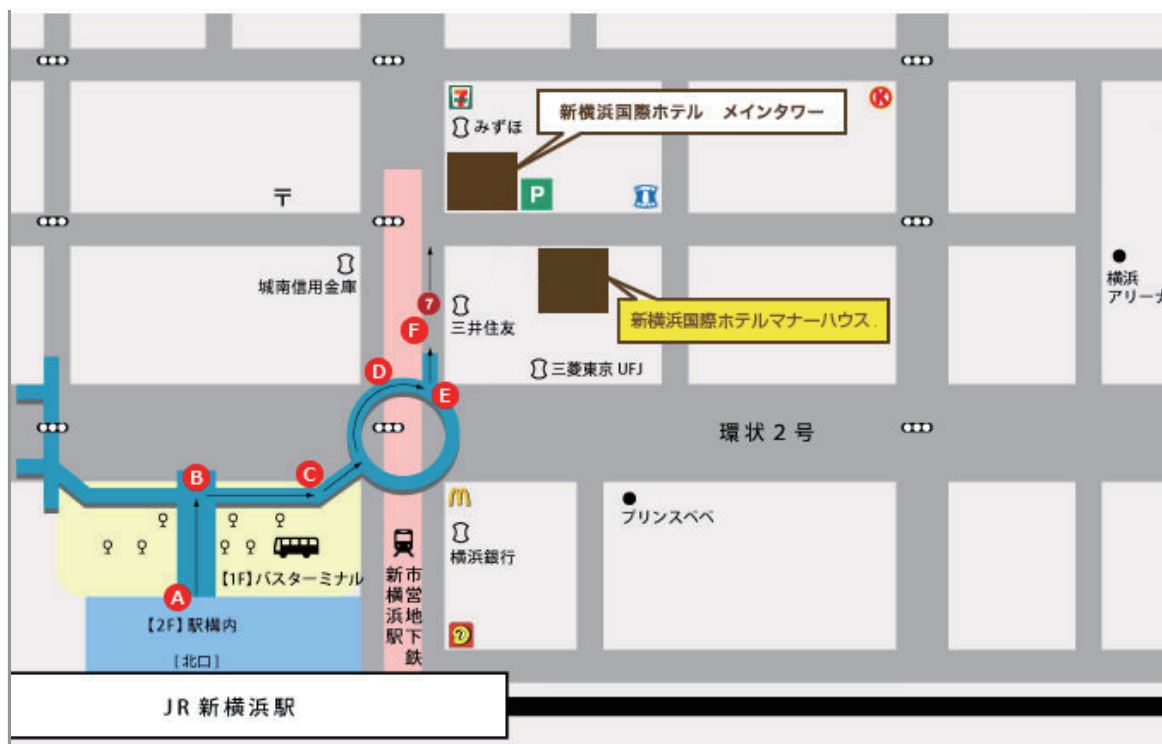 新横浜国際ホテル　メインタワー
みずほ
P
K
〒
城南信用金庫
7
三井住友
F
新横浜国際ホテルマナーハウス.
横浜
アリーナ
D
三菱東京 UFJ
E
環状２号
B
C
プリンスペペ
横浜銀行
【1F】バスターミナル
市営地下鉄
新横浜駅
A
【2F】駅構内
[北口]
JR 新横浜駅